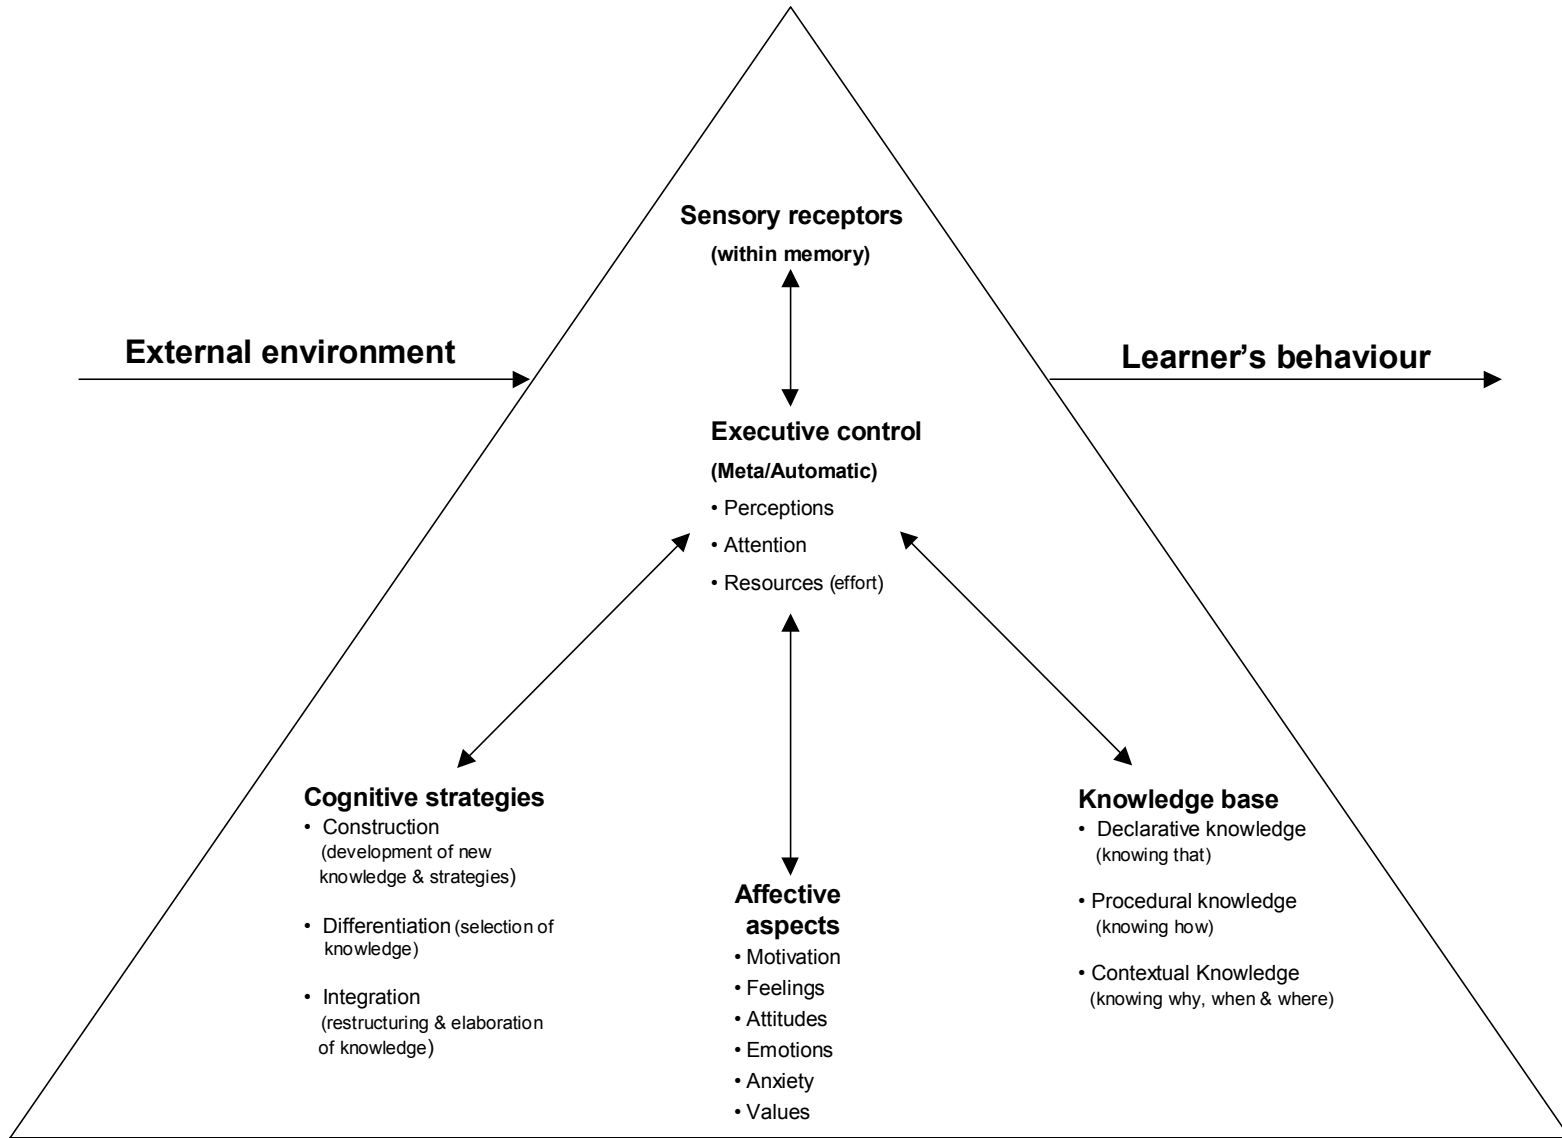 Sensory receptors
(within memory)
External environment
Learner’s behaviour
Executive control
(Meta/Automatic)
• Perceptions
• Attention
• Resources (effort)
Cognitive strategies
• Construction
(development of new
knowledge & strategies)
• Differentiation (selection of
knowledge)
• Integration
(restructuring & elaboration
of knowledge)
Affective
aspects
• Motivation
• Feelings
• Attitudes
• Emotions
• Anxiety
• Values
Knowledge base
• Declarative knowledge
(knowing that)
• Procedural knowledge
(knowing how)
• Contextual Knowledge
(knowing why, when & where)